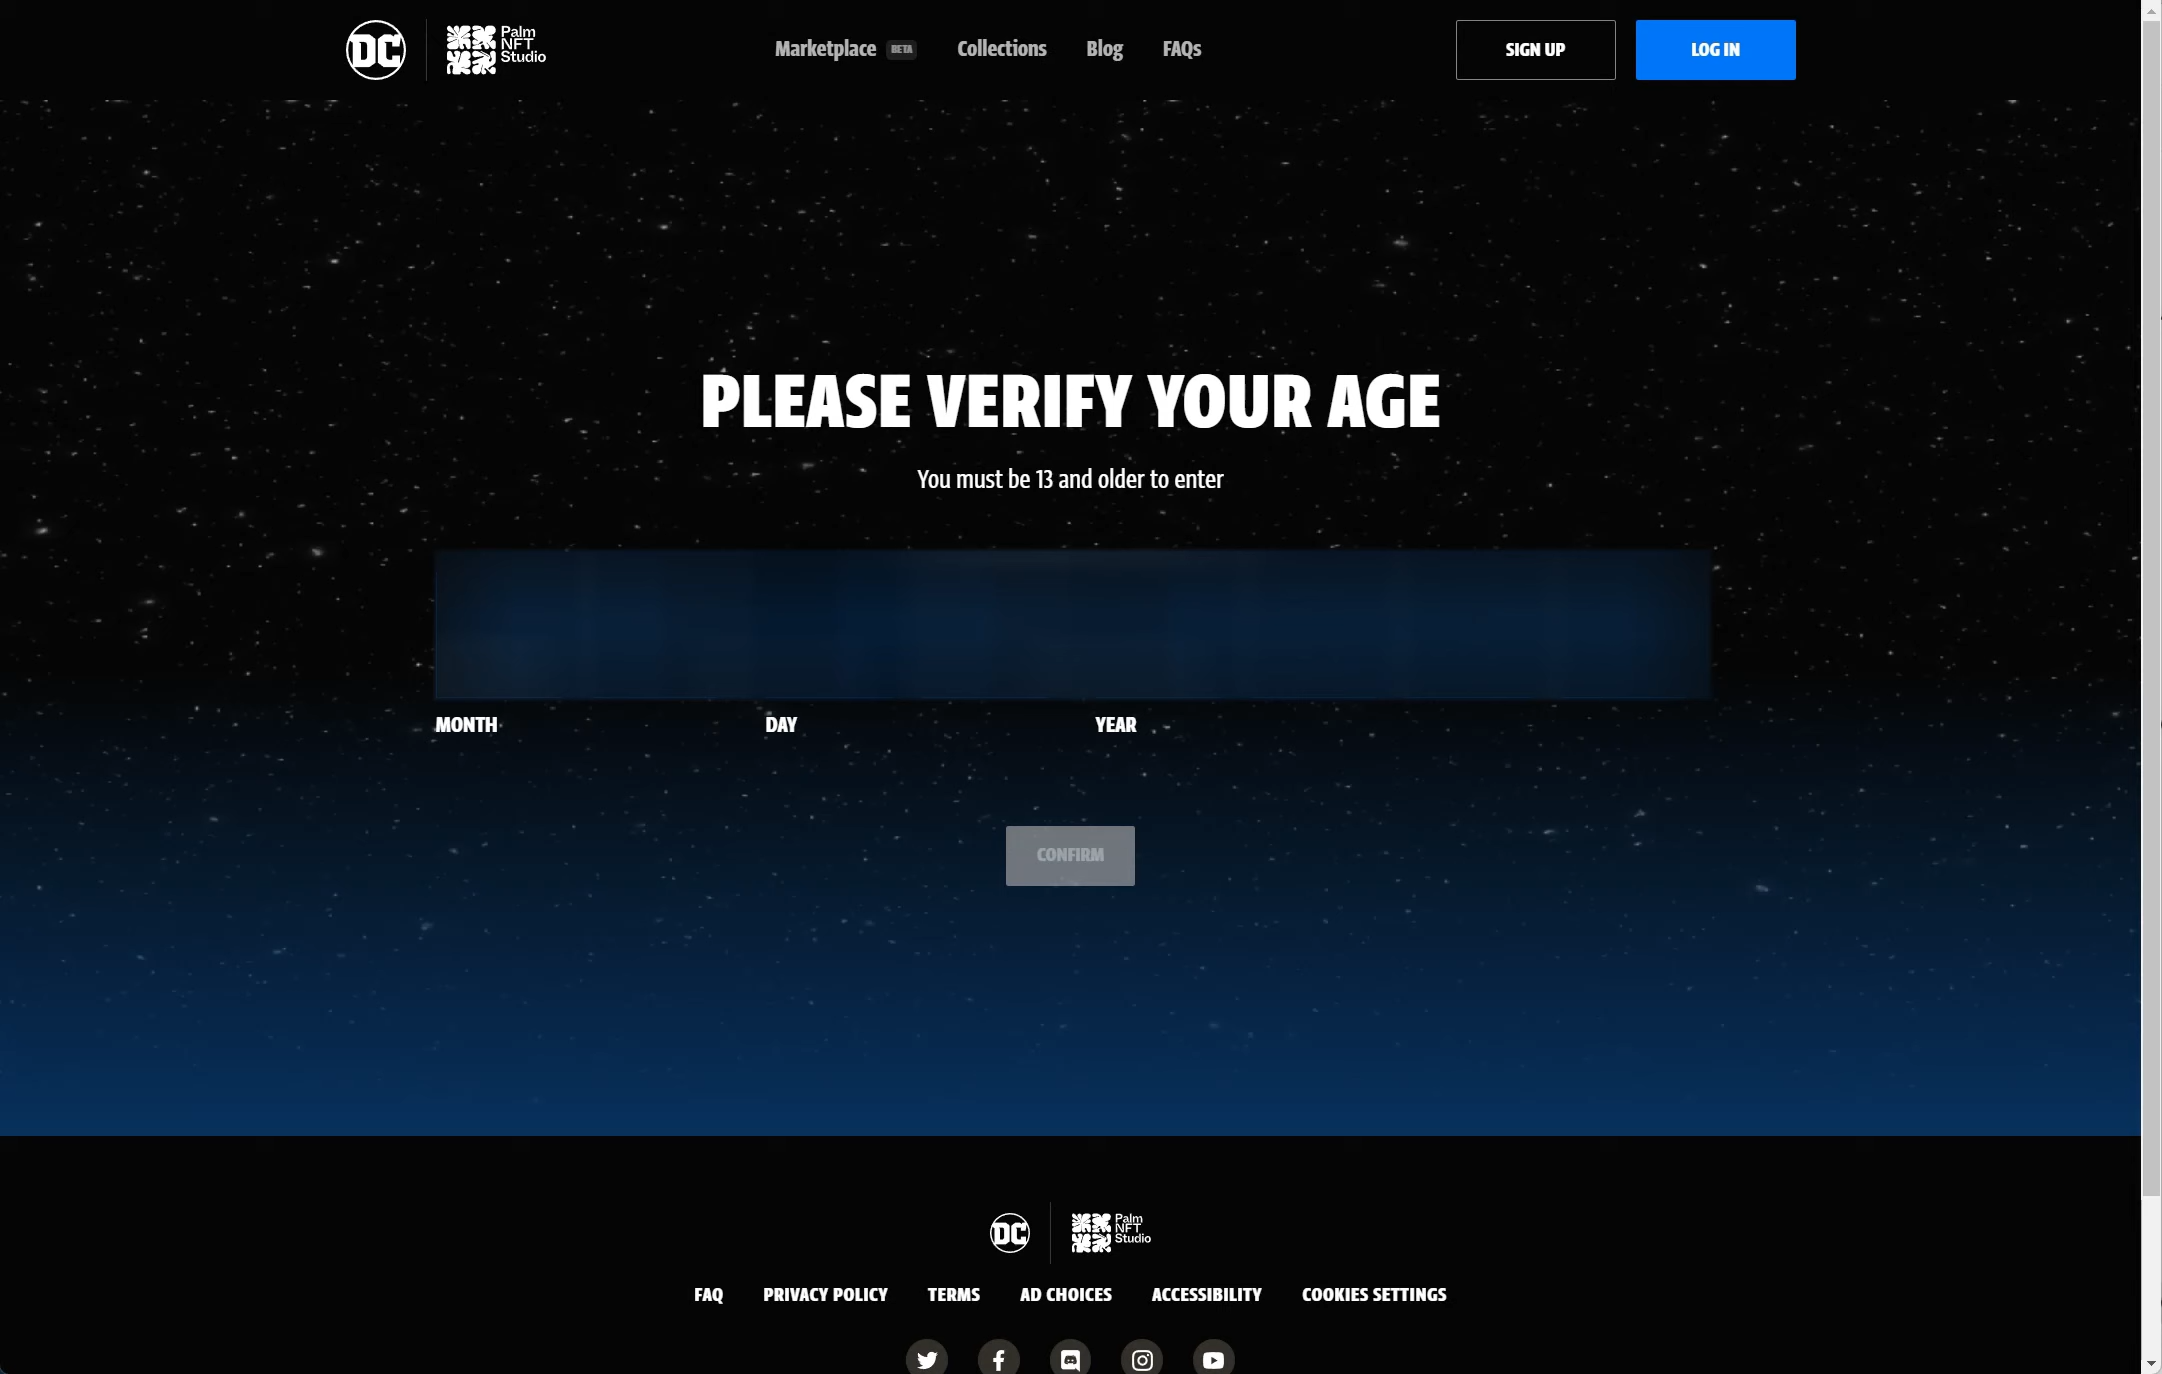 DC
Palm
NFT
Studio
Marketplace BETA
Collections
Blog
FAQs
SIGN UP
LOG IN
PLEASE VERIFY YOUR AGE
You must be 13 and older to enter
MONTH
DAY
YEAR
CONFIRM
DC
Palm
NFT
Studio
FAQ
PRIVACY POLICY
TERMS
AD CHOICES
ACCESSIBILITY
COOKIES SETTINGS